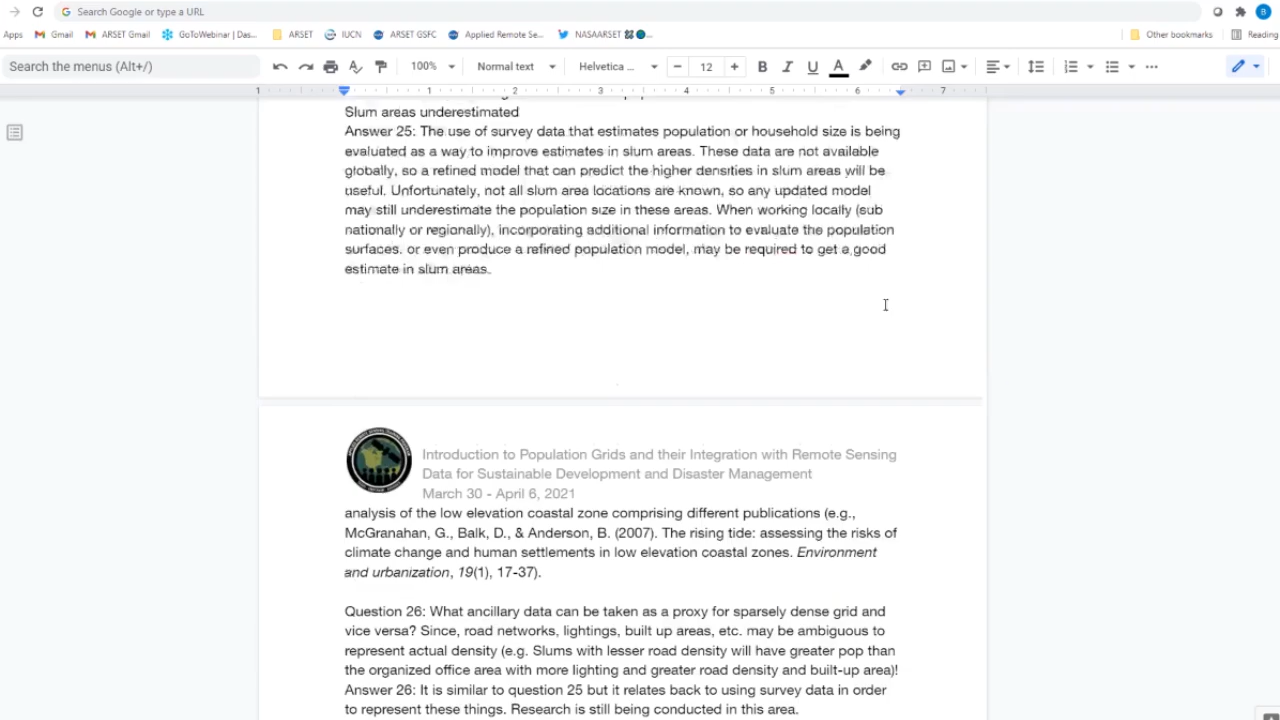 Search Google or type a URL
B
Apps Gmail ARSET Gmail GoToWebinar | Das... ARSET IUCN ARSET GSFC Applied Remote Se... NASAARSET Other bookmarks Reading
Search the menus (Alt+/) 100% Normal text Helvetica ... 12 B I U A
1 1 2 3 4 5 6 7
Slum areas underestimated
Answer 25: The use of survey data that estimates population or household size is being
evaluated as a way to improve estimates in slum areas. These data are not available
globally, so a refined model that can predict the higher densities in slum areas will be
useful. Unfortunately, not all slum area locations are known, so any updated model
may still underestimate the population size in these areas. When working locally (sub
nationally or regionally), incorporating additional information to evaluate the population
surfaces. or even produce a refined population model, may be required to get a good
estimate in slum areas.
Introduction to Population Grids and their Integration with Remote Sensing
Data for Sustainable Development and Disaster Management
March 30 - April 6, 2021
analysis of the low elevation coastal zone comprising different publications (e.g.,
McGranahan, G., Balk, D., & Anderson, B. (2007). The rising tide: assessing the risks of
climate change and human settlements in low elevation coastal zones. Environment
and urbanization, 19(1), 17-37).
Question 26: What ancillary data can be taken as a proxy for sparsely dense grid and
vice versa? Since, road networks, lightings, built up areas, etc. may be ambiguous to
represent actual density (e.g. Slums with lesser road density will have greater pop than
the organized office area with more lighting and greater road density and built-up area)!
Answer 26: It is similar to question 25 but it relates back to using survey data in order
to represent these things. Research is still being conducted in this area.